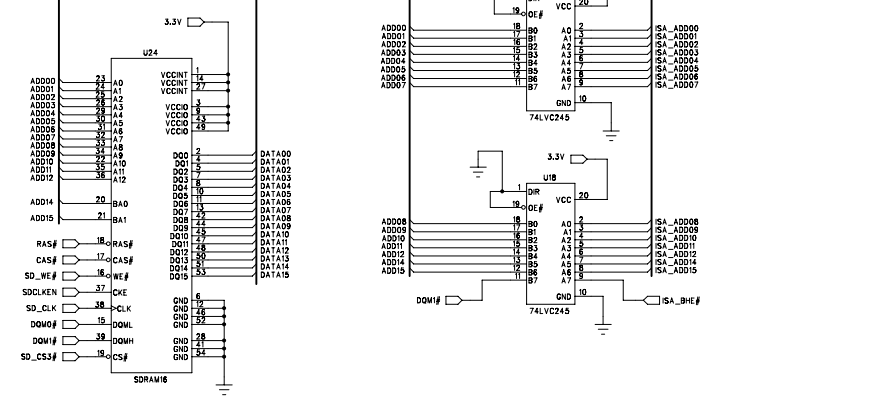 3.3V
U24
ADD00 23 A0 VCCINT 1
ADD01 24 A1 VCCINT 14
ADD02 25 A2 VCCINT 27
ADD03 26 A3 VCCIO 3
ADD04 29 A4 VCCIO 9
ADD05 30 A5 VCCIO 43
ADD06 31 A6 VCCIO 49
ADD07 32 A7
ADD08 33 A8
ADD09 34 A9 DQ0 2 DATA00
ADD10 22 A10 DQ1 4 DATA01
ADD11 35 A11 DQ2 5 DATA02
ADD12 36 A12 DQ3 7 DATA03
DQ4 8 DATA04
DQ5 10 DATA05
ADD14 20 BA0 DQ6 11 DATA06
DQ7 13 DATA07
ADD15 21 BA1 DQ8 42 DATA08
DQ9 44 DATA09
DQ10 45 DATA10
RAS# 18 RAS# DQ11 47 DATA11
DQ12 48 DATA12
CAS# 17 CAS# DQ13 50 DATA13
DQ14 51 DATA14
SD_WE# 16 WE# DQ15 53 DATA15
SDCLKEN 37 CKE GND 6
SD_CLK 38 CLK GND 12
GND 46
DQM0# 15 DQML GND 52
DQM1# 39 DQMH GND 28
GND 41
SD_CS3# 19 CS# GND 54
SDRAM16
DIR VCC 20
19 OE#
ADD00 18 B0 A0 2 ISA_ADD00
ADD01 17 B1 A1 3 ISA_ADD01
ADD02 16 B2 A2 4 ISA_ADD02
ADD03 15 B3 A3 5 ISA_ADD03
ADD04 14 B4 A4 6 ISA_ADD04
ADD05 13 B5 A5 7 ISA_ADD05
ADD06 12 B6 A6 8 ISA_ADD06
ADD07 11 B7 A7 9 ISA_ADD07
GND 10
74LVC245
3.3V
U18
1 DIR VCC 20
19 OE#
ADD08 18 B0 A0 2 ISA_ADD08
ADD09 17 B1 A1 3 ISA_ADD09
ADD10 16 B2 A2 4 ISA_ADD10
ADD11 15 B3 A3 5 ISA_ADD11
ADD12 14 B4 A4 6 ISA_ADD12
ADD14 13 B5 A5 7 ISA_ADD14
ADD15 12 B6 A6 8 ISA_ADD15
11 B7 A7 9
DQM1# GND 10 ISA_BHE#
74LVC245